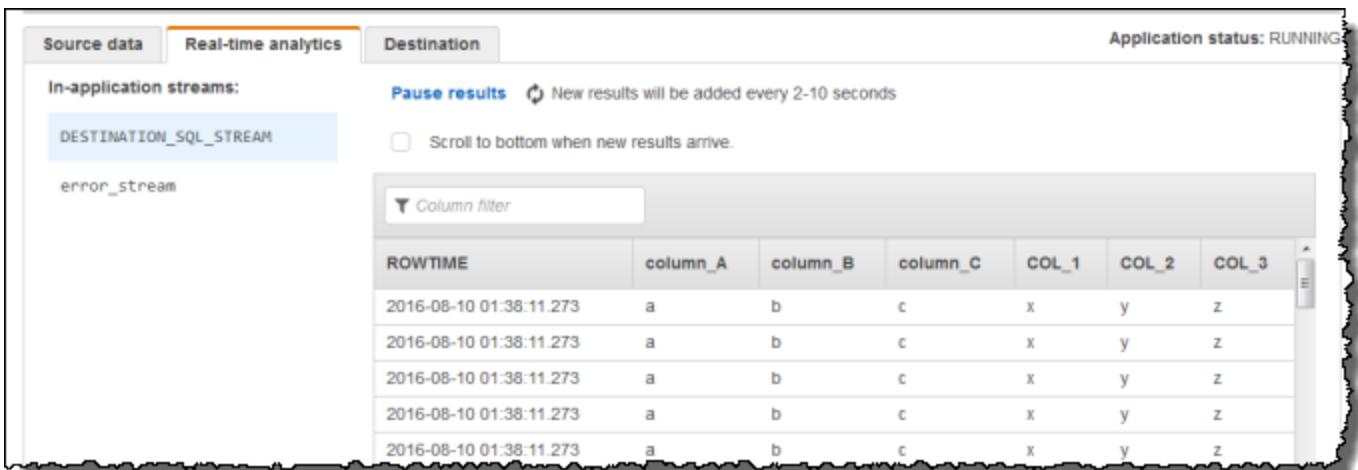 Source data Real-time analytics Destination Application status: RUNNING
In-application streams:
Pause results New results will be added every 2-10 seconds
DESTINATION_SQL_STREAM
Scroll to bottom when new results arrive.
error_stream
Column filter
ROWTIME column_A column_B column_C COL_1 COL_2 COL_3
2016-08-10 01:38:11.273 a b c x y z
2016-08-10 01:38:11.273 a b c x y z
2016-08-10 01:38:11.273 a b c x y z
2016-08-10 01:38:11.273 a b c x y z
2016-08-10 01:38:11.273 a b c x y z